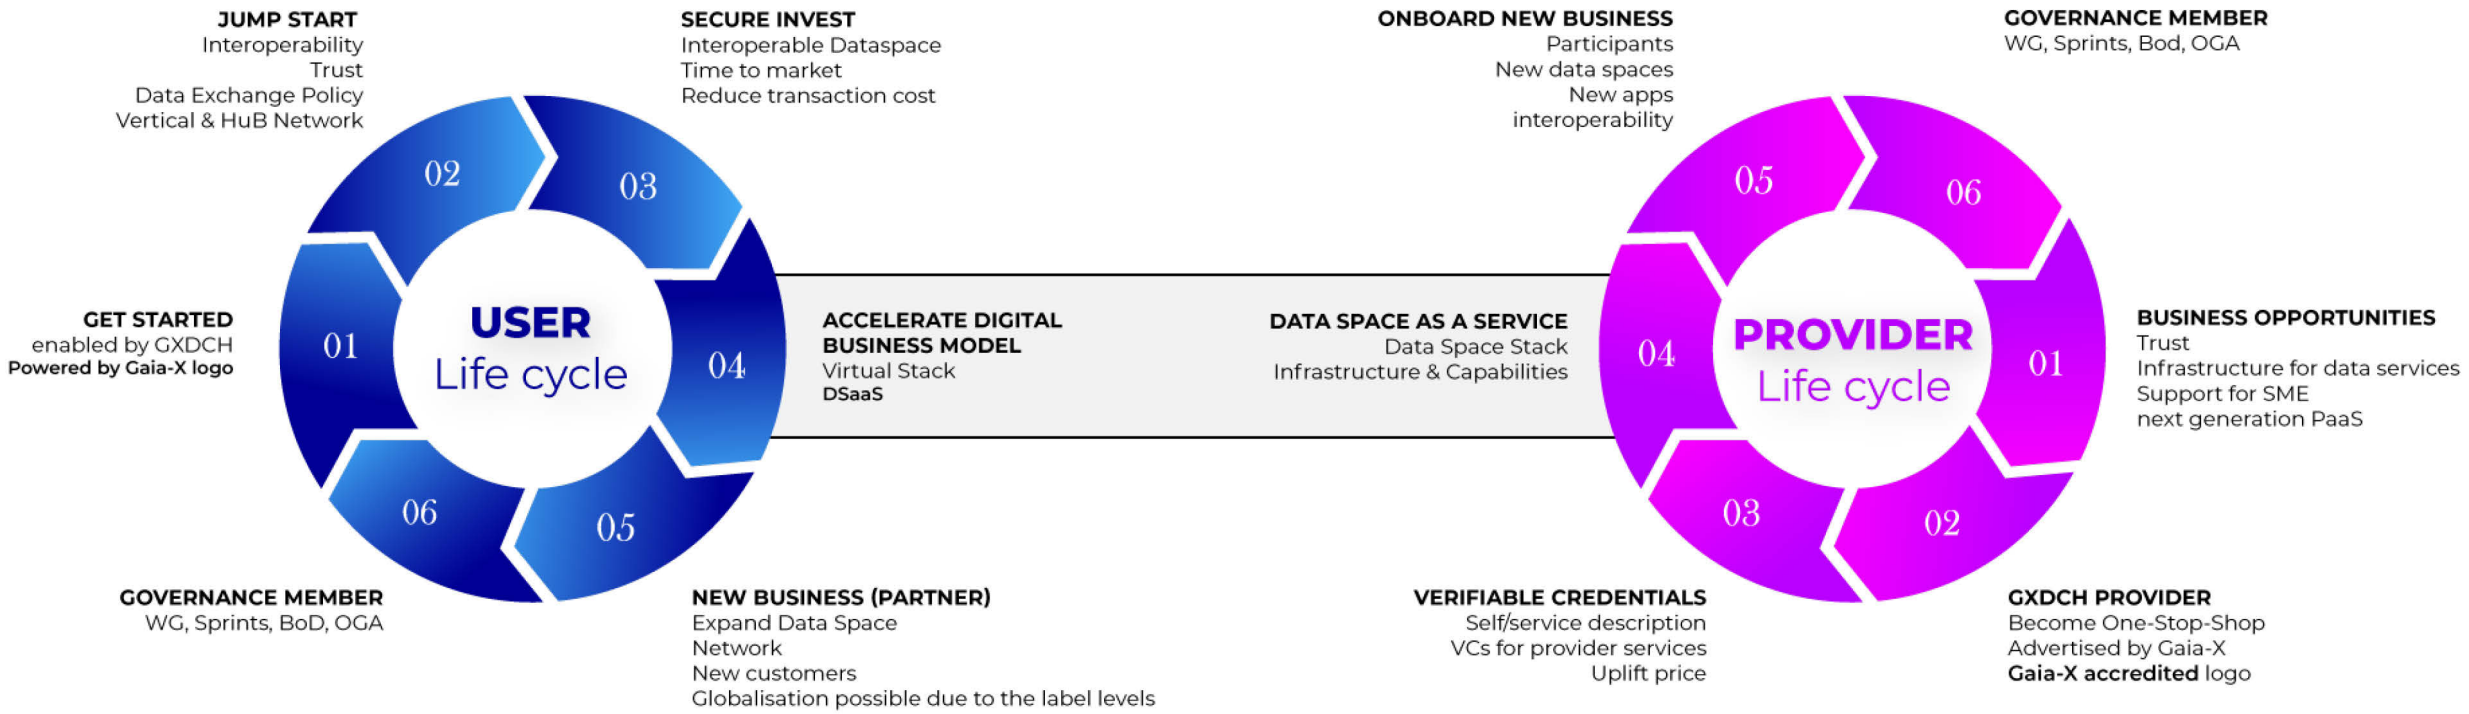 JUMP START
Interoperability
Trust
Data Exchange Policy
Vertical & HuB Network
SECURE INVEST
Interoperable Dataspace
Time to market
Reduce transaction cost
02
03
GET STARTED
enabled by GXDCH
Powered by Gaia-X logo
01
USER
Life cycle
04
ACCELERATE DIGITAL
BUSINESS MODEL
Virtual Stack
DSaaS
06
05
GOVERNANCE MEMBER
WG, Sprints, BoD, OGA
NEW BUSINESS (PARTNER)
Expand Data Space
Network
New customers
Globalisation possible due to the label levels
ONBOARD NEW BUSINESS
Participants
New data spaces
New apps
interoperability
GOVERNANCE MEMBER
WG, Sprints, Bod, OGA
05
06
DATA SPACE AS A SERVICE
Data Space Stack
Infrastructure & Capabilities
04
PROVIDER
Life cycle
01
BUSINESS OPPORTUNITIES
Trust
Infrastructure for data services
Support for SME
next generation PaaS
03
02
VERIFIABLE CREDENTIALS
Self/service description
VCs for provider services
Uplift price
GXDCH PROVIDER
Become One-Stop-Shop
Advertised by Gaia-X
Gaia-X accredited logo